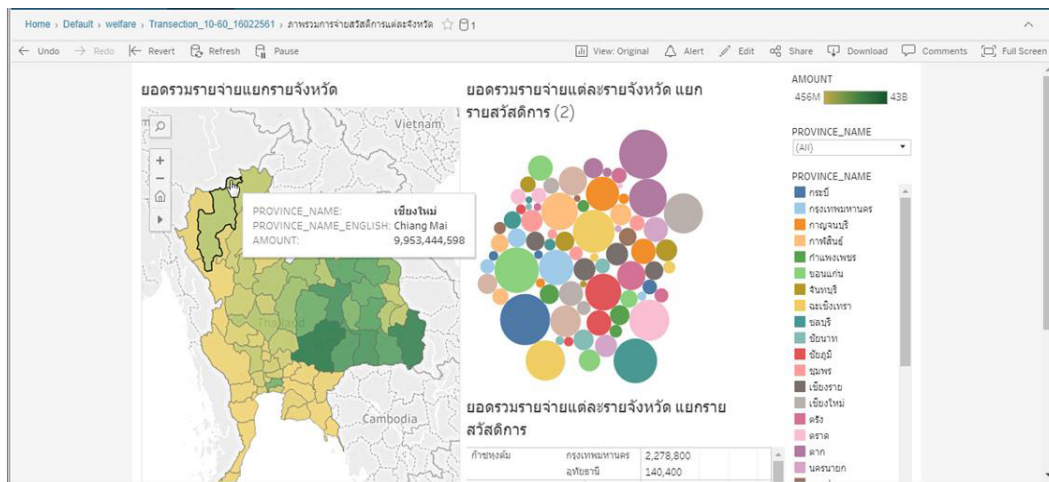 Home › Default › welfare › Transection_10-60_16022561 › ภาพรวมการจ่ายสวัสดิการแต่ละจังหวัด 1
Undo Redo Revert Refresh Pause View: Original Alert Edit Share Download Comments Full Screen
ยอดรวมรายจ่ายแยกรายจังหวัด
Vietnam
PROVINCE_NAME: เชียงใหม่
PROVINCE_NAME_ENGLISH: Chiang Mai
AMOUNT: 9,953,444,598
Thailand
Cambodia
ยอดรวมรายจ่ายแต่ละรายจังหวัด แยก
รายสวัสดิการ (2)
ยอดรวมรายจ่ายแต่ละรายจังหวัด แยกราย
สวัสดิการ
ก๊าซหุงต้ม กรุงเทพมหานคร 2,278,800
อุทัยธานี 140,400
AMOUNT
456M 43B
PROVINCE_NAME
(All)
PROVINCE_NAME
กระบี่
กรุงเทพมหานคร
กาญจนบุรี
กาฬสินธุ์
กำแพงเพชร
ขอนแก่น
จันทบุรี
ฉะเชิงเทรา
ชลบุรี
ชัยนาท
ชัยภูมิ
ชุมพร
เชียงราย
เชียงใหม่
ตรัง
ตราด
ตาก
นครนายก